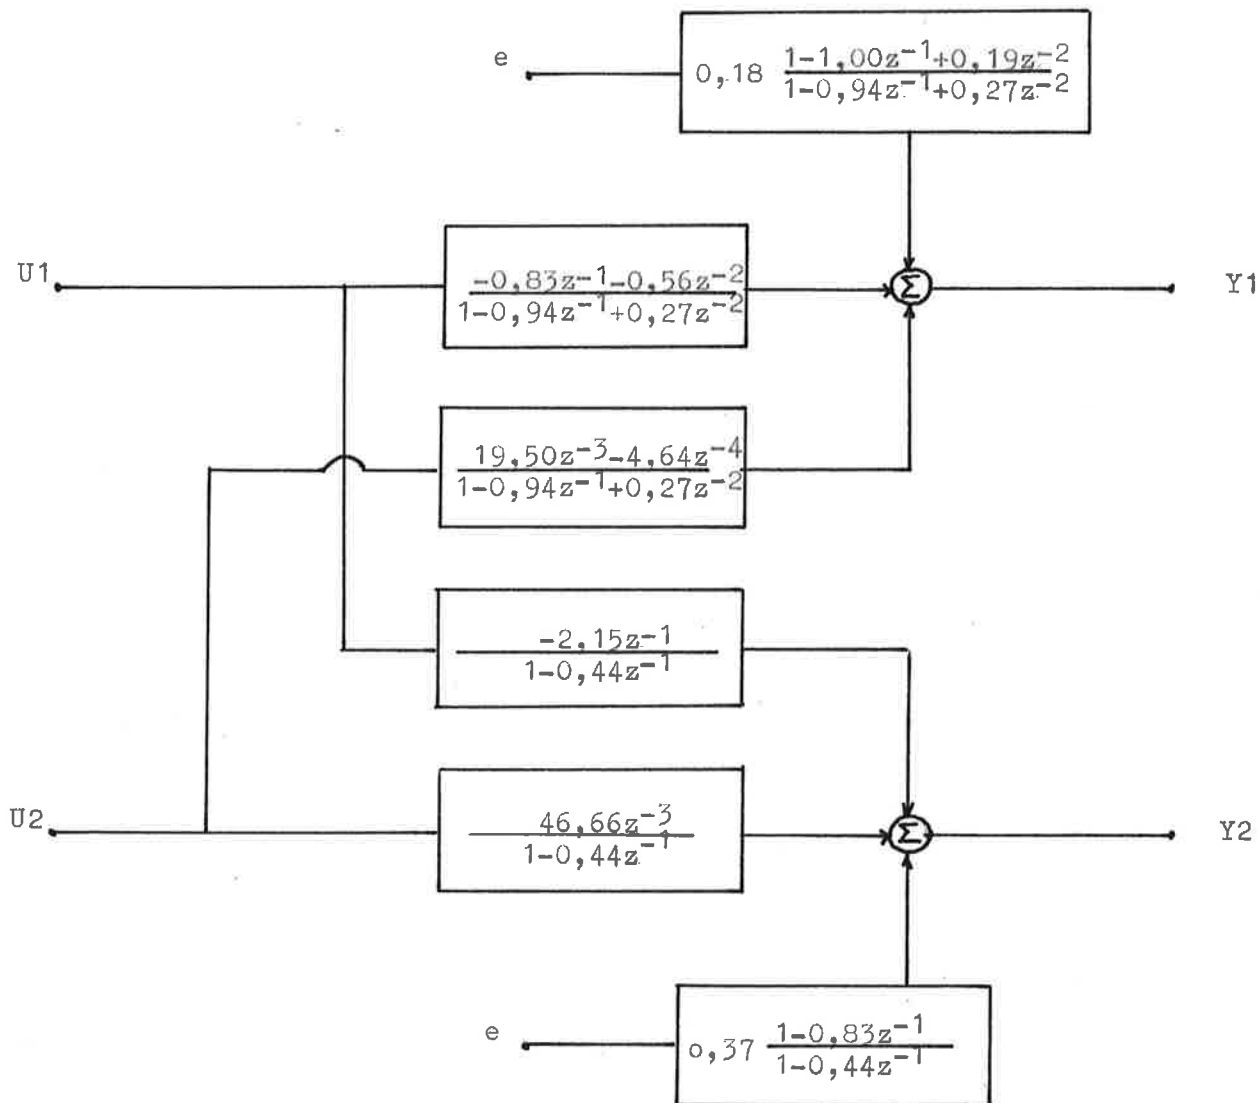 e
0,18 1-1,00z⁻¹+0,19z⁻²
1-0,94z⁻¹+0,27z⁻²
U1
-0,83z⁻¹-0,56z⁻²
1-0,94z⁻¹+0,27z⁻²
Σ
Y1
19,50z⁻³-4,64z⁻⁴
1-0,94z⁻¹+0,27z⁻²
-2,15z⁻¹
1-0,44z⁻¹
U2
46,66z⁻³
1-0,44z⁻¹
Σ
Y2
e
o,37 1-0,83z⁻¹
1-0,44z⁻¹